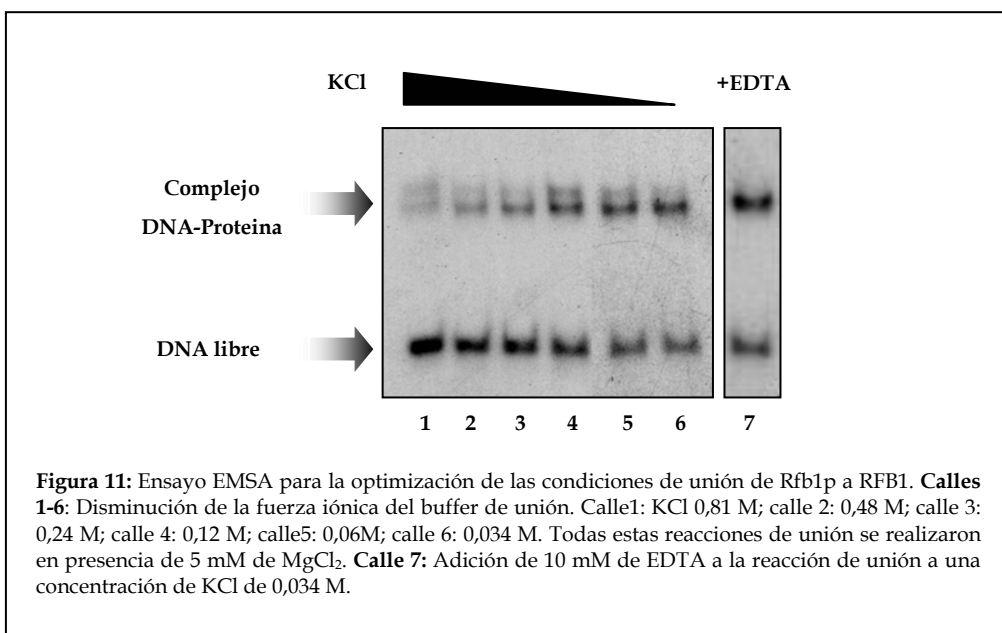 KCl +EDTA
Complejo
DNA-Proteina
DNA libre
1 2 3 4 5 6 7
Figura 11: Ensayo EMSA para la optimización de las condiciones de unión de Rfb1p a RFB1. Calles
1-6: Disminución de la fuerza iónica del buffer de unión. Calle1: KCl 0,81 M; calle 2: 0,48 M; calle 3:
0,24 M; calle 4: 0,12 M; calle5: 0,06M; calle 6: 0,034 M. Todas estas reacciones de unión se realizaron
en presencia de 5 mM de MgCl₂. Calle 7: Adición de 10 mM de EDTA a la reacción de unión a una
concentración de KCl de 0,034 M.